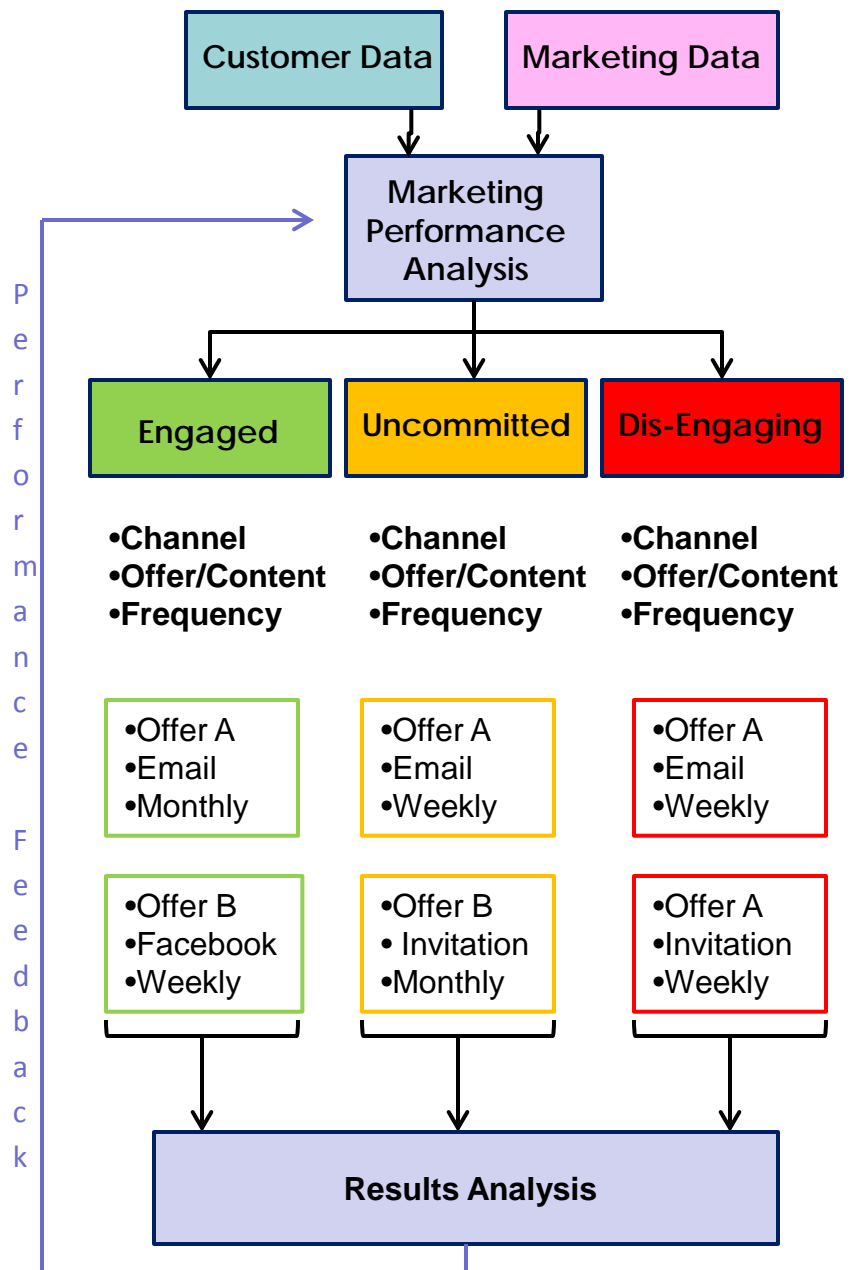 Customer Data
Marketing Data
Marketing
Performance
Analysis
Performance Feedback
Engaged
Uncommitted
Dis-Engaging
•Channel
•Offer/Content
•Frequency
•Channel
•Offer/Content
•Frequency
•Channel
•Offer/Content
•Frequency
•Offer A
•Email
•Monthly
•Offer A
•Email
•Weekly
•Offer A
•Email
•Weekly
•Offer B
•Facebook
•Weekly
•Offer B
• Invitation
•Monthly
•Offer A
•Invitation
•Weekly
Results Analysis